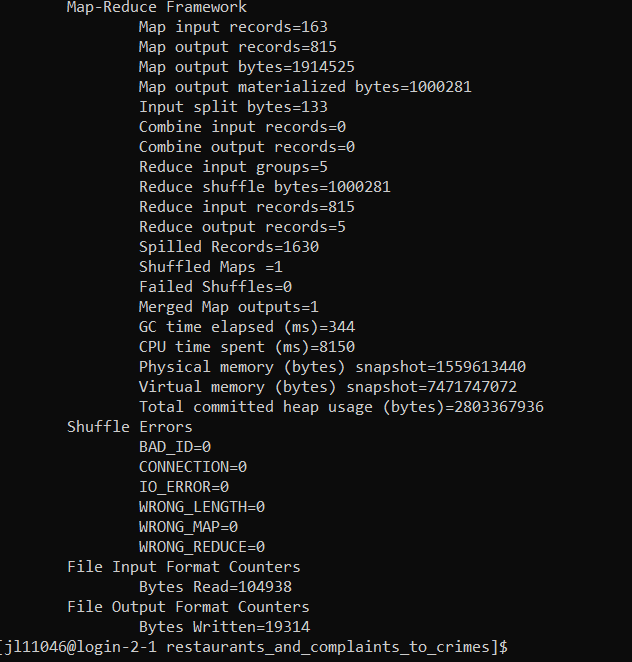 Map-Reduce Framework
Map input records=163
Map output records=815
Map output bytes=1914525
Map output materialized bytes=1000281
Input split bytes=133
Combine input records=0
Combine output records=0
Reduce input groups=5
Reduce shuffle bytes=1000281
Reduce input records=815
Reduce output records=5
Spilled Records=1630
Shuffled Maps =1
Failed Shuffles=0
Merged Map outputs=1
GC time elapsed (ms)=344
CPU time spent (ms)=8150
Physical memory (bytes) snapshot=1559613440
Virtual memory (bytes) snapshot=7471747072
Total committed heap usage (bytes)=2803367936
Shuffle Errors
BAD_ID=0
CONNECTION=0
IO_ERROR=0
WRONG_LENGTH=0
WRONG_MAP=0
WRONG_REDUCE=0
File Input Format Counters
Bytes Read=104938
File Output Format Counters
Bytes Written=19314
[jl11046@login-2-1 restaurants_and_complaints_to_crimes]$